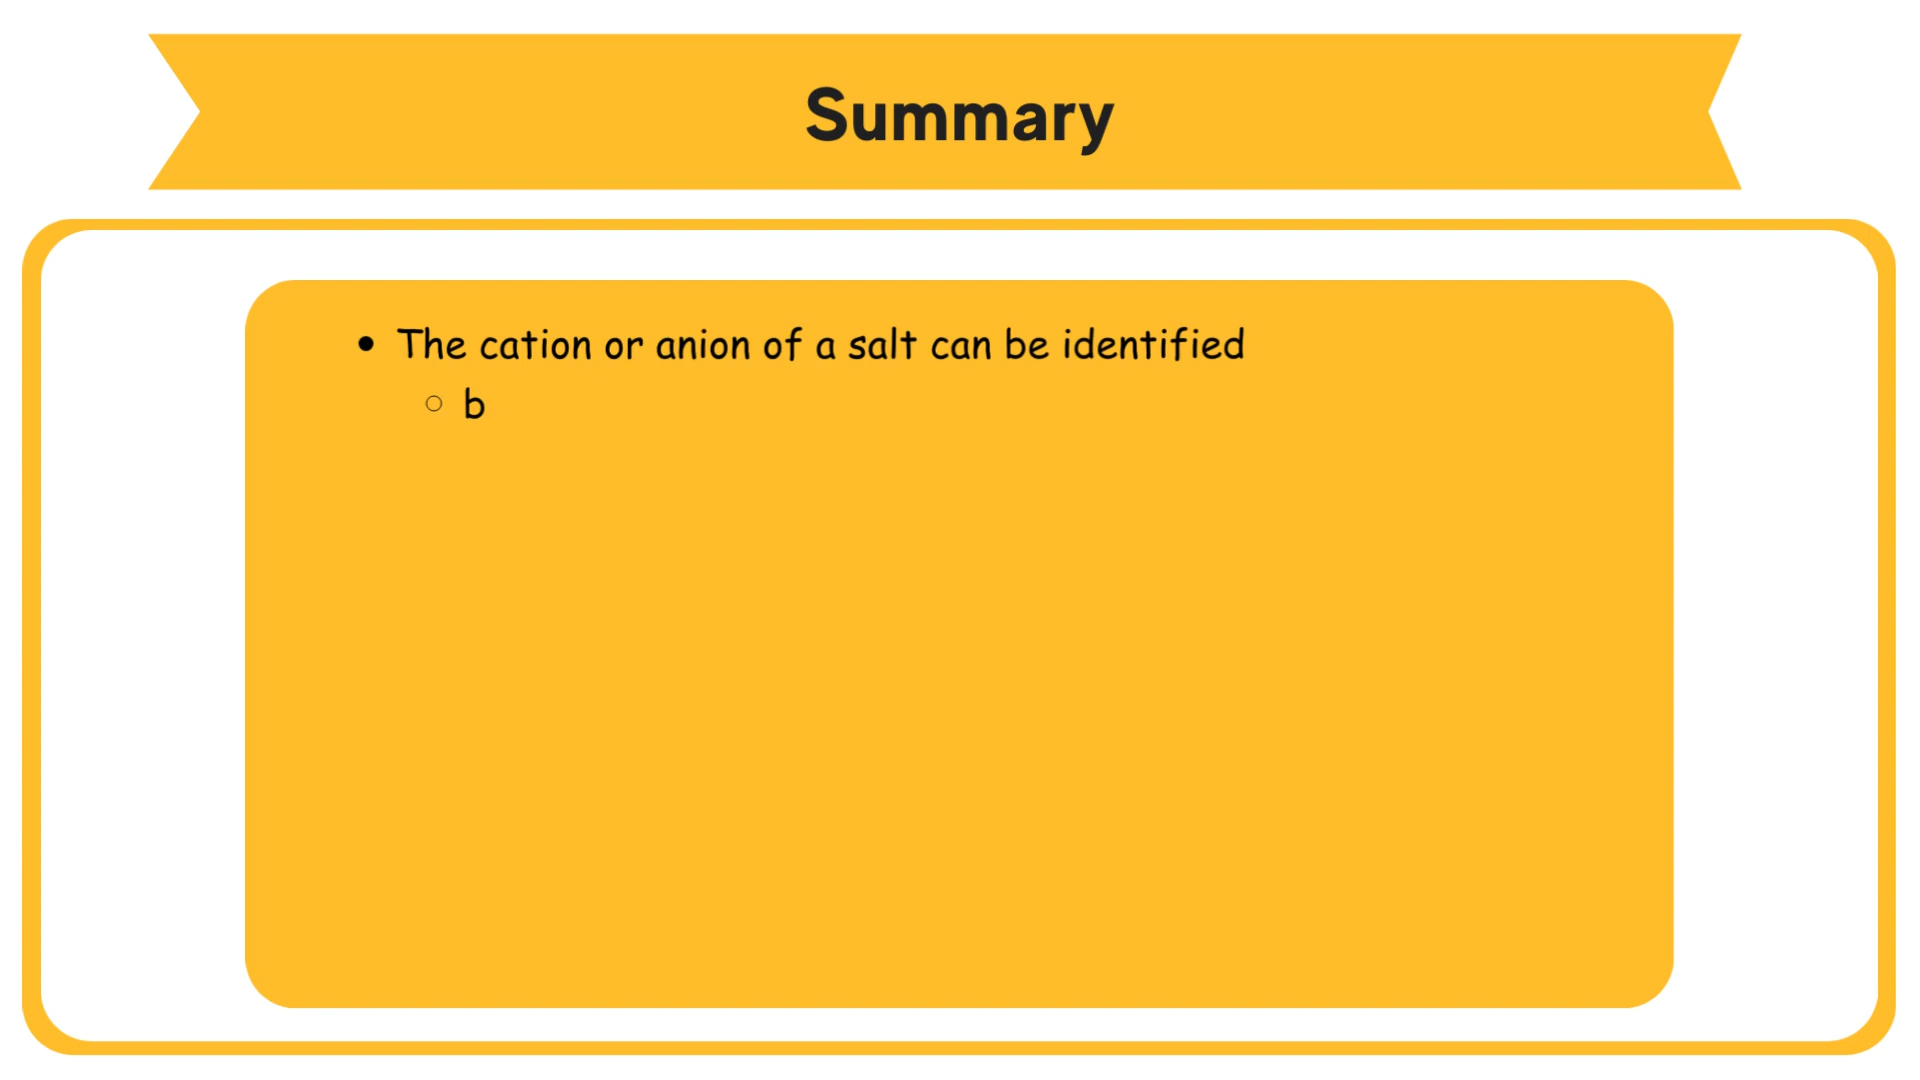 Summary
• The cation or anion of a salt can be identified
○ b